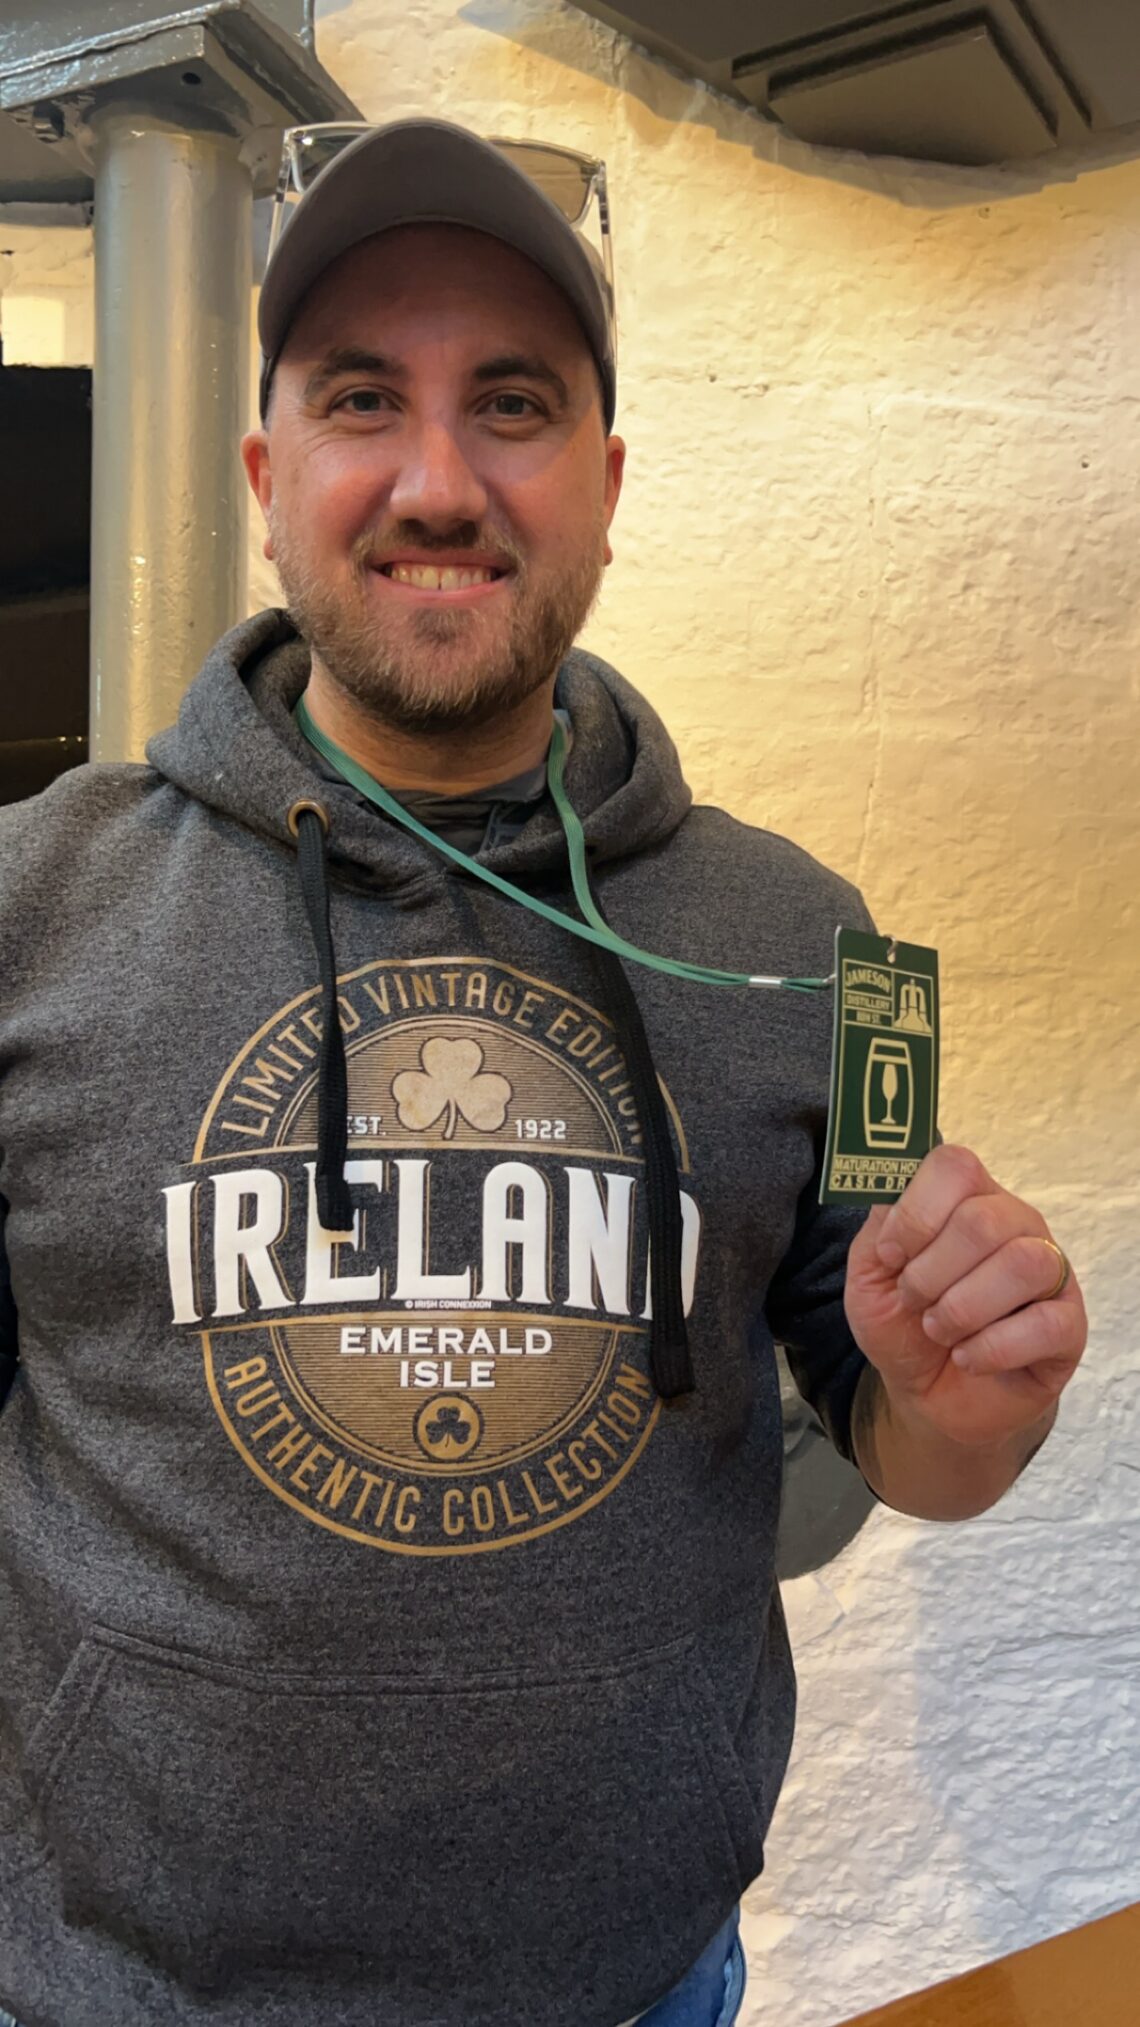 LIMITED VINTAGE EDITION
EST. 1922
IRELAND
© IRISH CONNEXXION
EMERALD
ISLE
AUTHENTIC COLLECTION
JAMESON
DISTILLERY
BOW ST.
MATURATION HOU
CASK DR